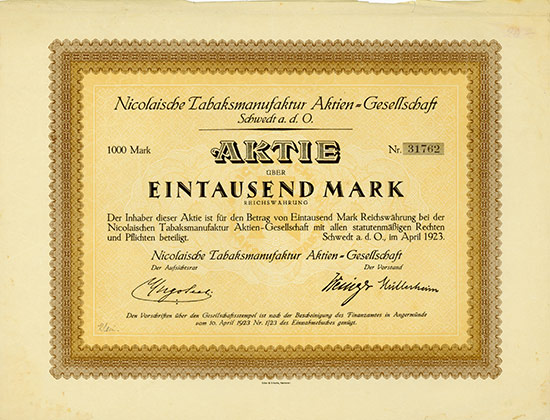 Nicolaische Tabaksmanufaktur Aktien-Gesellschaft
Schwedt a. d. O.
1000 Mark
AKTIE
Nr. 31762
ÜBER
EINTAUSEND MARK
REICHSWÄHRUNG
Der Inhaber dieser Aktie ist für den Betrag von Eintausend Mark Reichswährung bei der
Nicolaischen Tabaksmanufaktur Aktien-Gesellschaft mit allen statutenmäßigen Rechten
und Pflichten beteiligt. Schwedt a. d. O., im April 1923.
Nicolaische Tabaksmanufaktur Aktien-Gesellschaft
Der Aufsichtsrat Der Vorstand
Müllerheim
Den Vorschriften über den Gesellschaftsstempel ist nach der Bescheinigung des Finanzamtes in Angermünde
vom 10. April 1923 Nr. 1/23 des Einnahmebuches genügt.